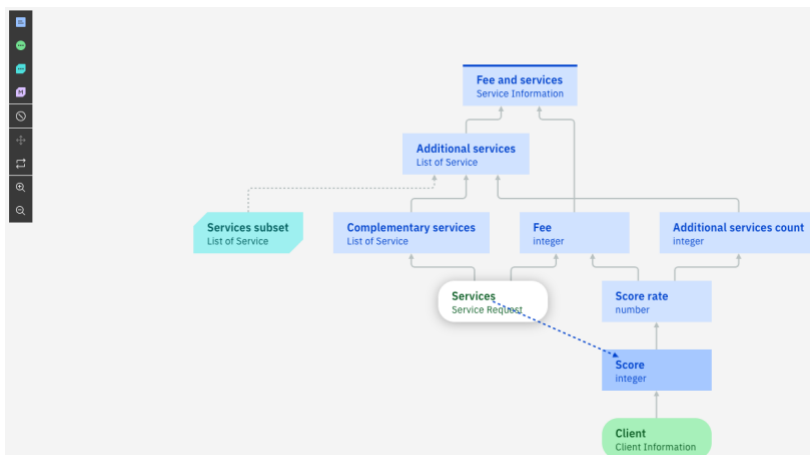 Fee and services
Service Information
Additional services
List of Service
Services subset
List of Service
Complementary services
List of Service
Fee
integer
Additional services count
integer
Services
Service Request
Score rate
number
Score
integer
Client
Client Information